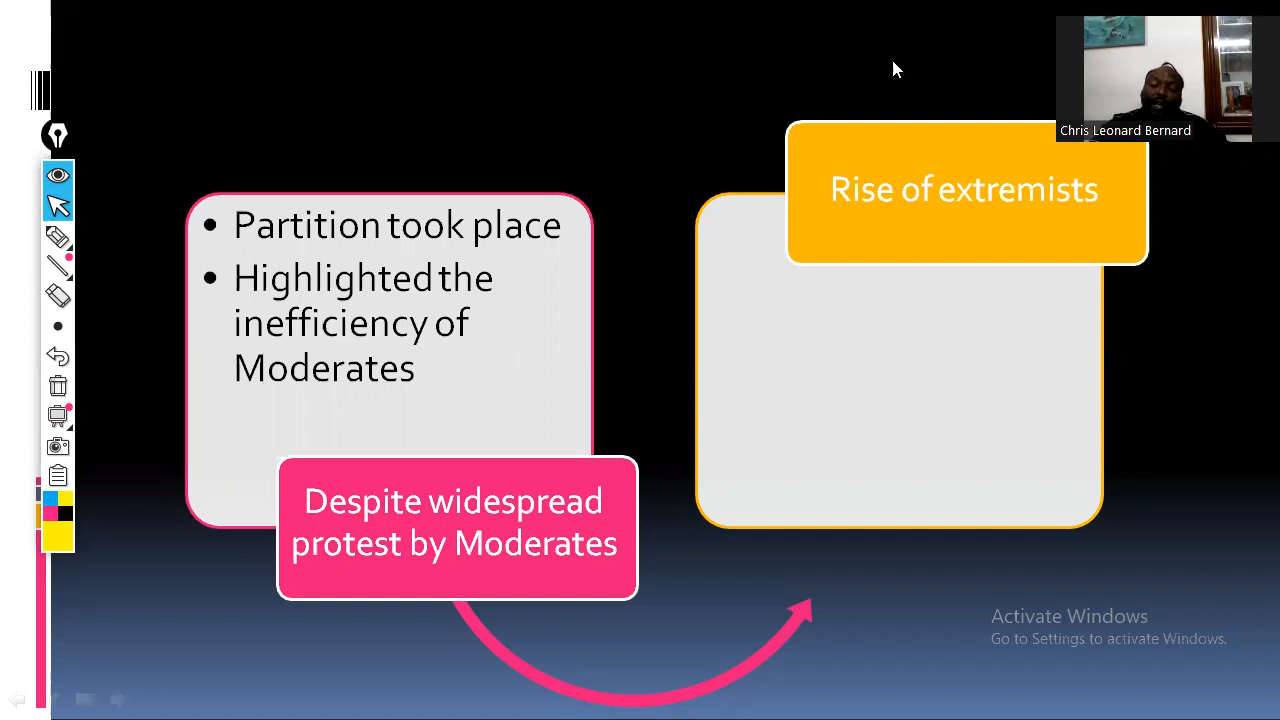 Chris Leonard Bernard
Rise of extremists
• Partition took place
• Highlighted the
inefficiency of
Moderates
Despite widespread
protest by Moderates
Activate Windows
Go to Settings to activate Windows.